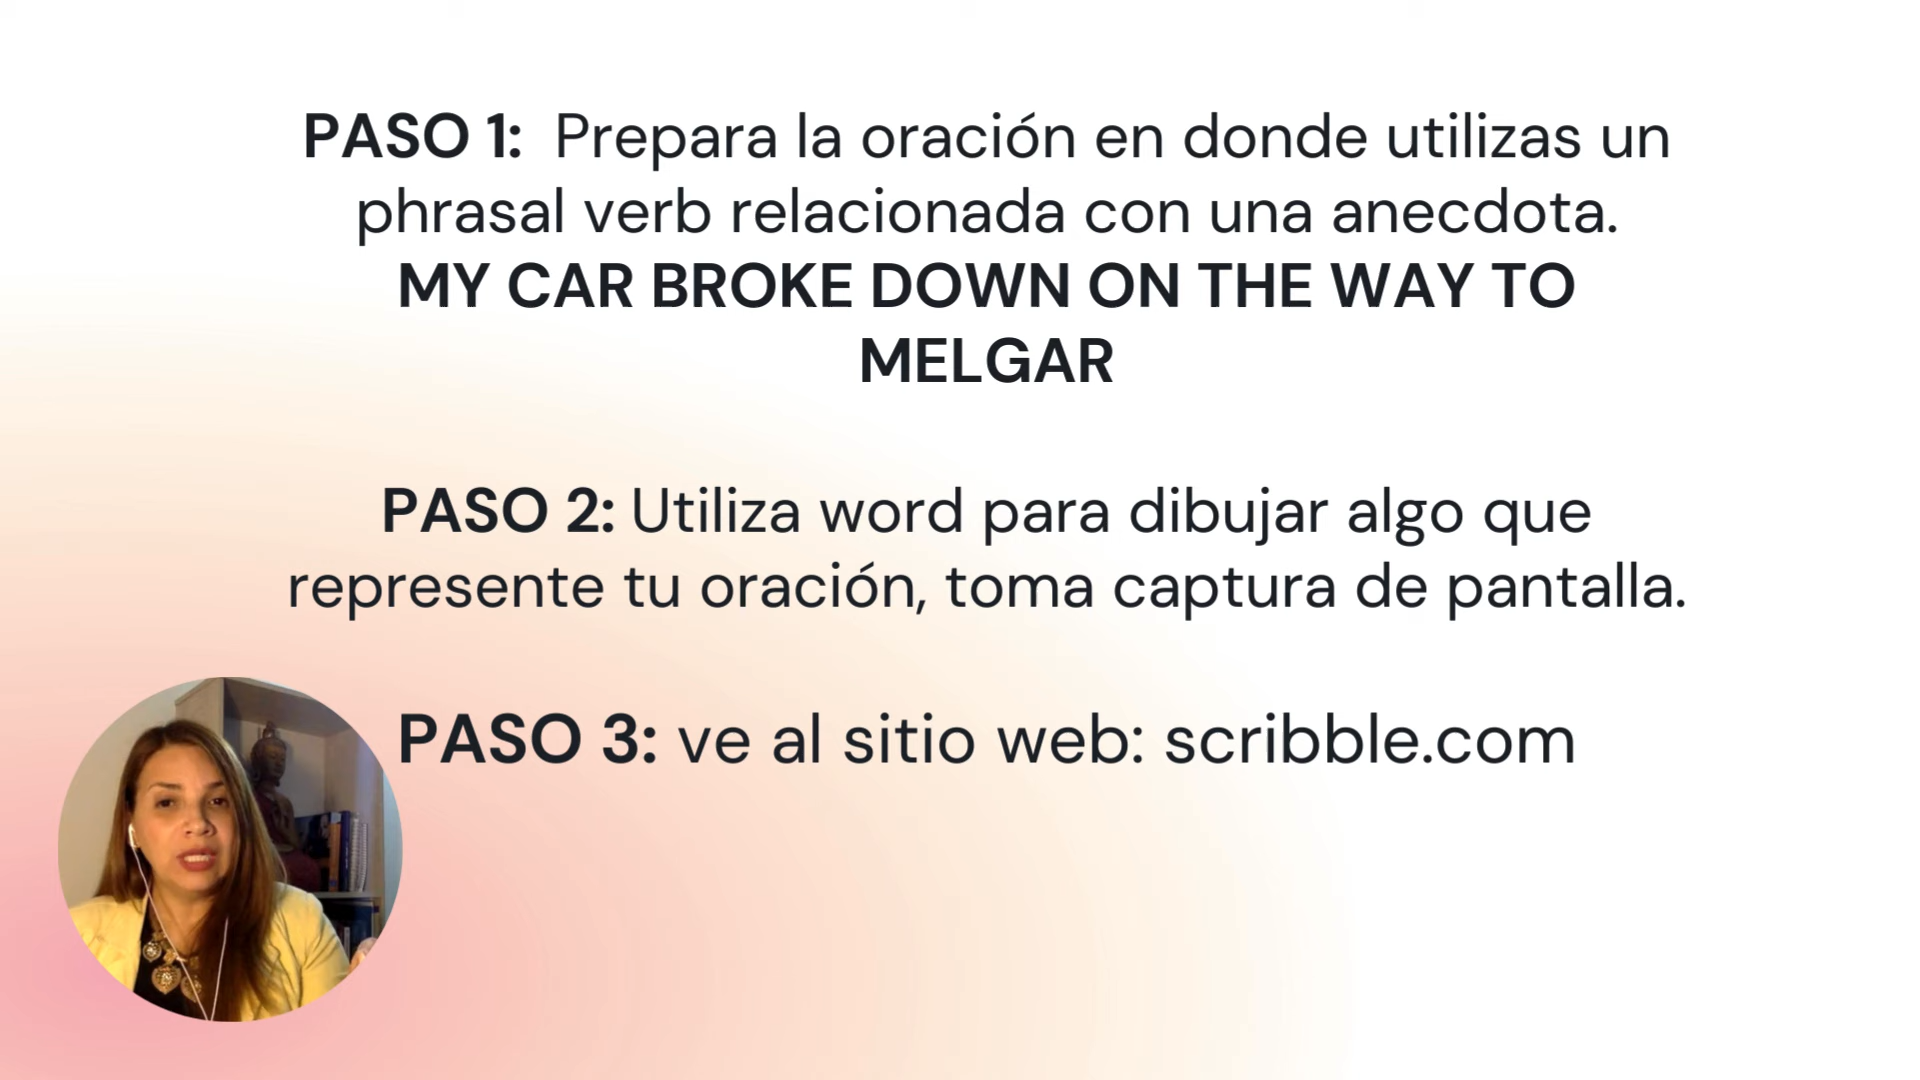 PASO 1: Prepara la oración en donde utilizas un
phrasal verb relacionada con una anecdota.
MY CAR BROKE DOWN ON THE WAY TO
MELGAR
PASO 2: Utiliza word para dibujar algo que
represente tu oración, toma captura de pantalla.
PASO 3: ve al sitio web: scribble.com